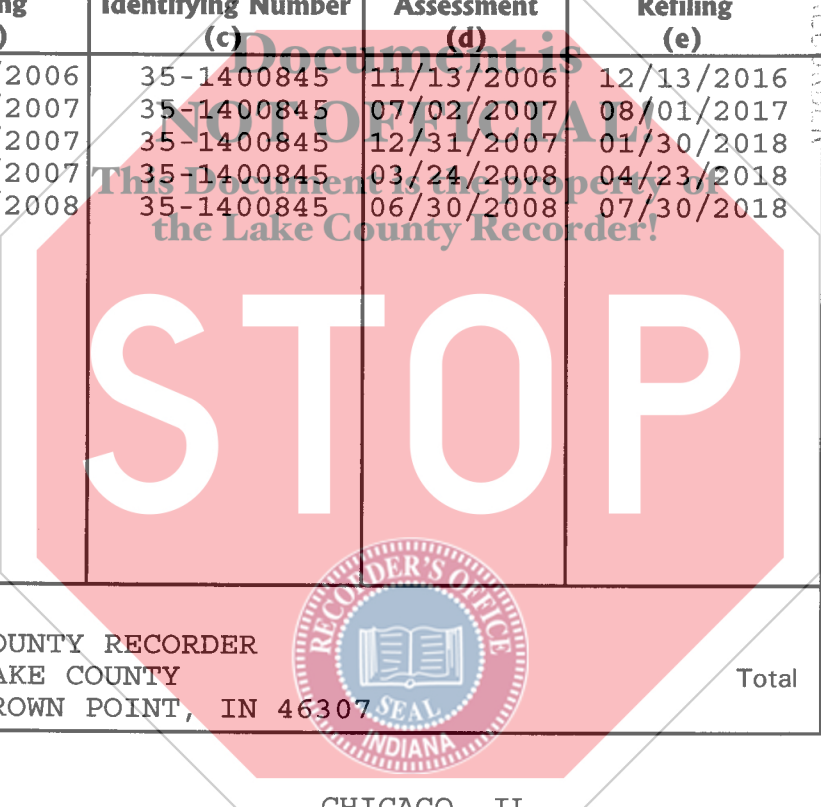 ng Identifying Number Assessment Refiling
) (c) (d) (e)
Document is
/2006 35-1400845 11/13/2006 12/13/2016
/2007 35-1400845 07/02/2007 08/01/2017
NOT OFFICIAL!
/2007 35-1400845 12/31/2007 01/30/2018
/2007 35-1400845 03/24/2008 04/23/2018
This Document is the property of
/2008 35-1400845 06/30/2008 07/30/2018
the Lake County Recorder!
STOP
RECORDER'S OFFICE
SEAL
INDIANA
OUNTY RECORDER
AKE COUNTY Total
ROWN POINT, IN 46307
CHICAGO, IL